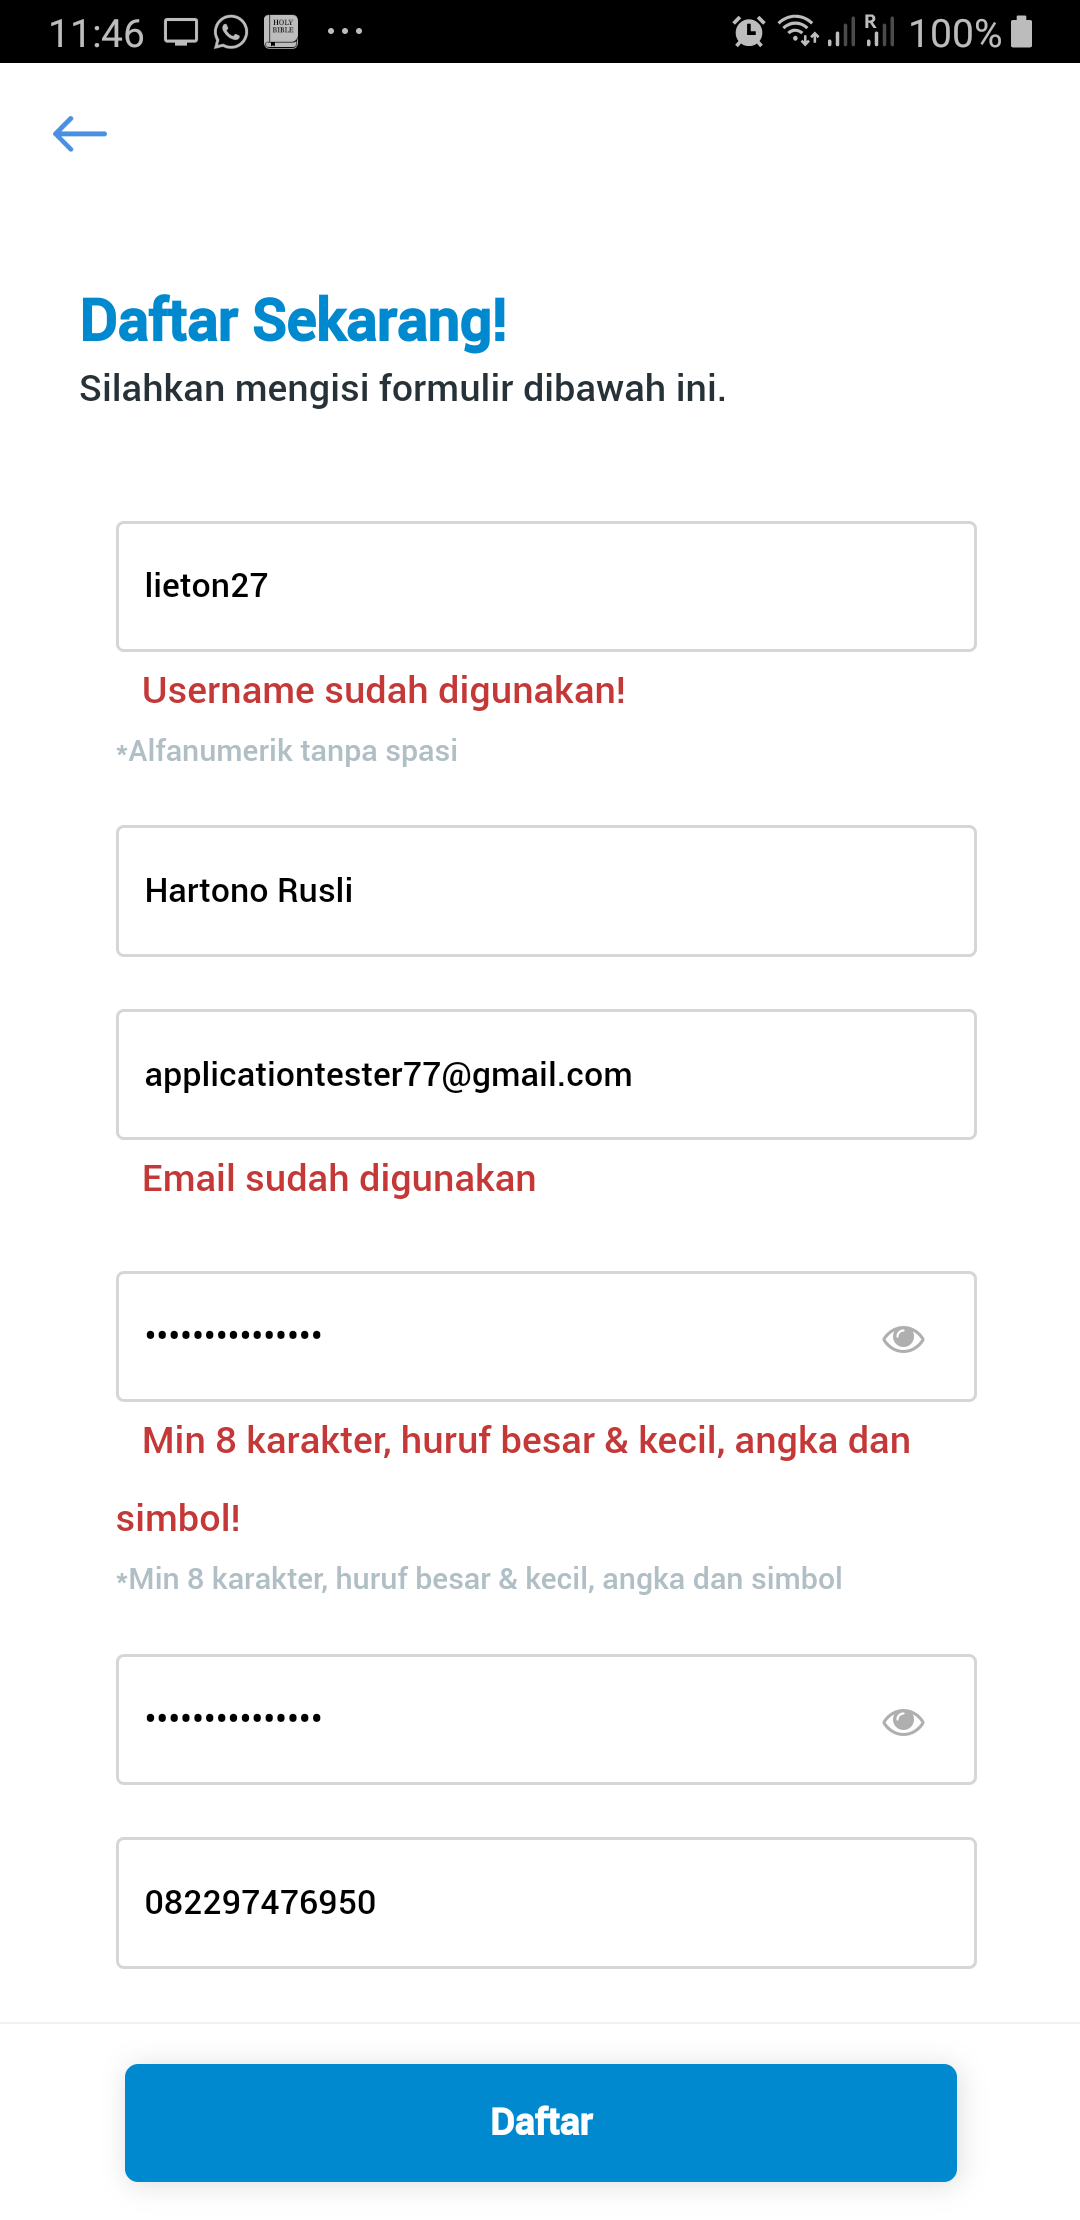 11:46
HOLY
BIBLE
R
100%
Daftar Sekarang!
Silahkan mengisi formulir dibawah ini.
lieton27
Username sudah digunakan!
*Alfanumerik tanpa spasi
Hartono Rusli
applicationtester77@gmail.com
Email sudah digunakan
•••••••••••••••
Min 8 karakter, huruf besar & kecil, angka dan
simbol!
*Min 8 karakter, huruf besar & kecil, angka dan simbol
•••••••••••••••
082297476950
Daftar